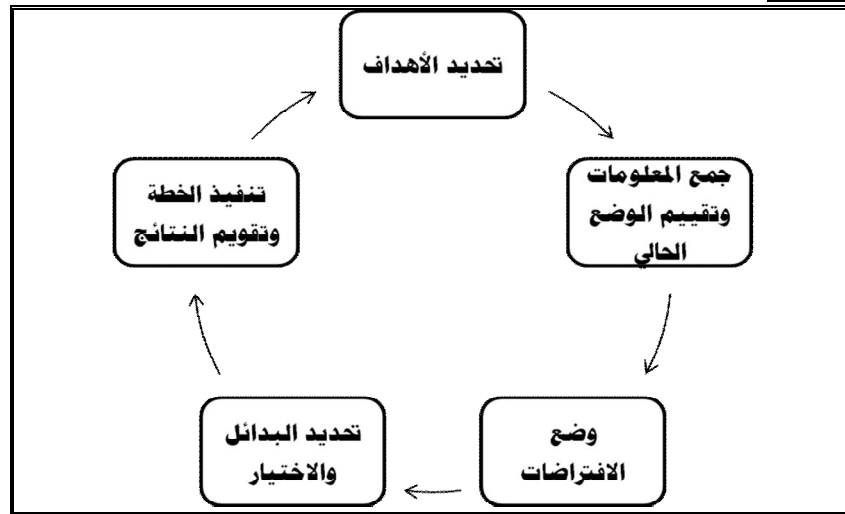 تحديد الأهداف
جمع المعلومات
وتقييم الوضع
الحالي
وضع
الافتراضات
تحديد البدائل
والاختيار
تنفيذ الخطة
وتقويم النتائج